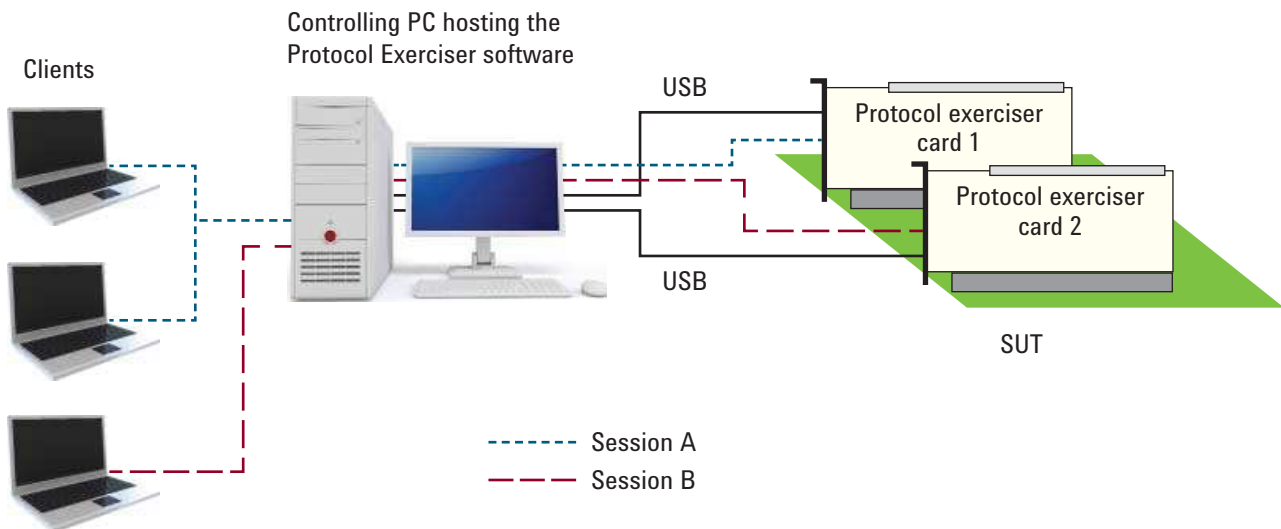 Controlling PC hosting the
Protocol Exerciser software
Clients
USB
Protocol exerciser
card 1
Protocol exerciser
card 2
USB
SUT
Session A
Session B